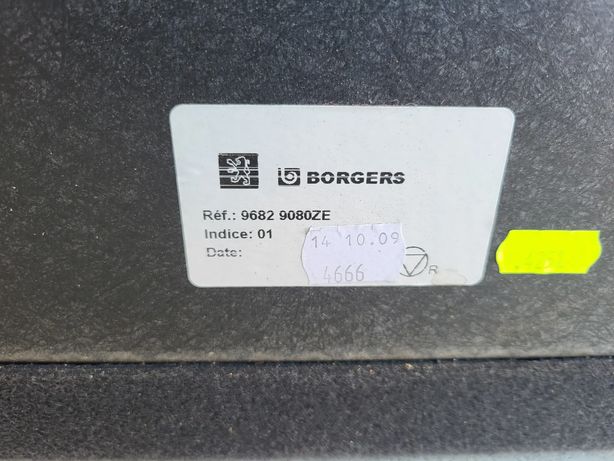 BORGERS
Réf.: 9682 9080ZE
Indice: 01
Date:
14 10.09
4666
R